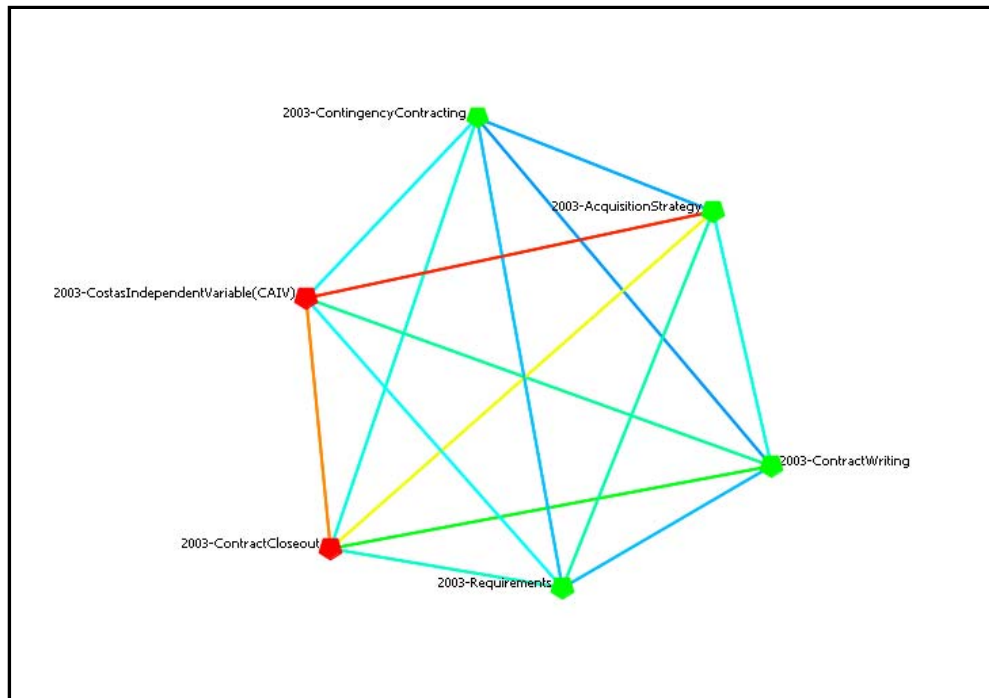 2003-ContingencyContracting
2003-AcquisitionStrategy
2003-CostasIndependentVariable(CAIV)
2003-ContractWriting
2003-ContractCloseout
2003-Requirements